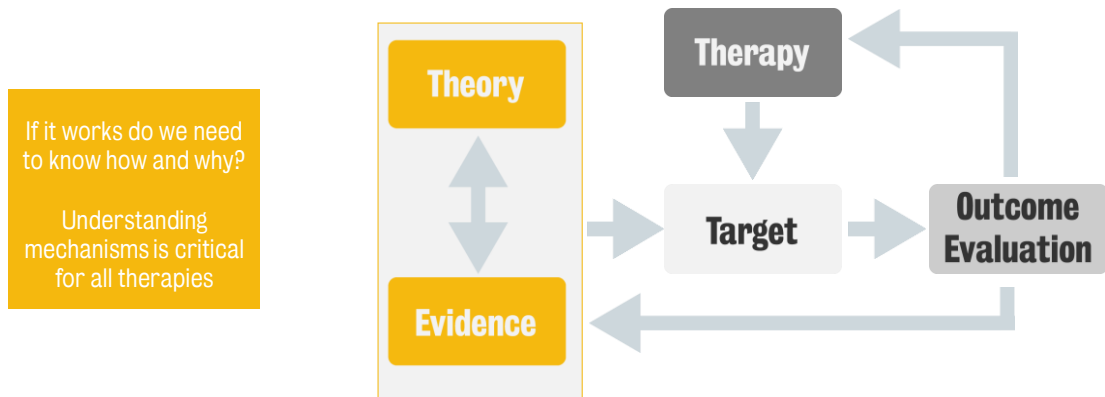 If it works do we need
to know how and why?
Understanding
mechanisms is critical
for all therapies
Theory
Evidence
Therapy
Target
Outcome
Evaluation